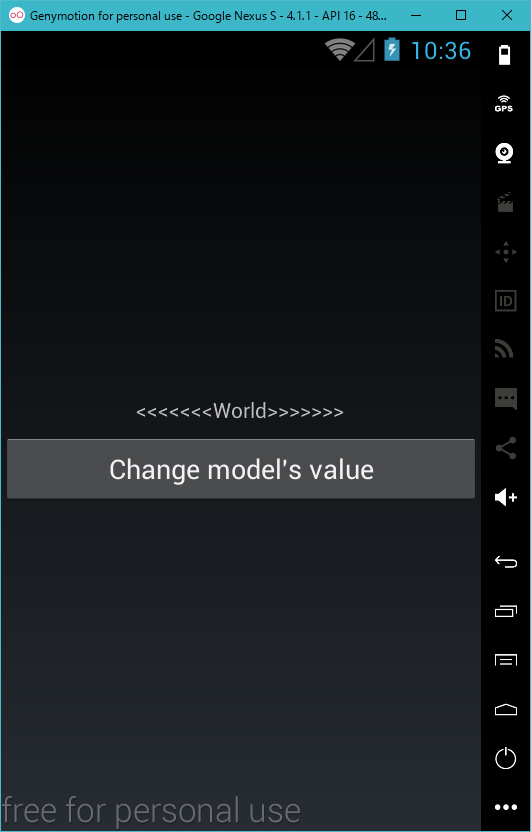 Genymotion for personal use - Google Nexus S - 4.1.1 - API 16 - 48...
10:36
GPS
ID
<<<<<<<World>>>>>>>
Change model's value
free for personal use